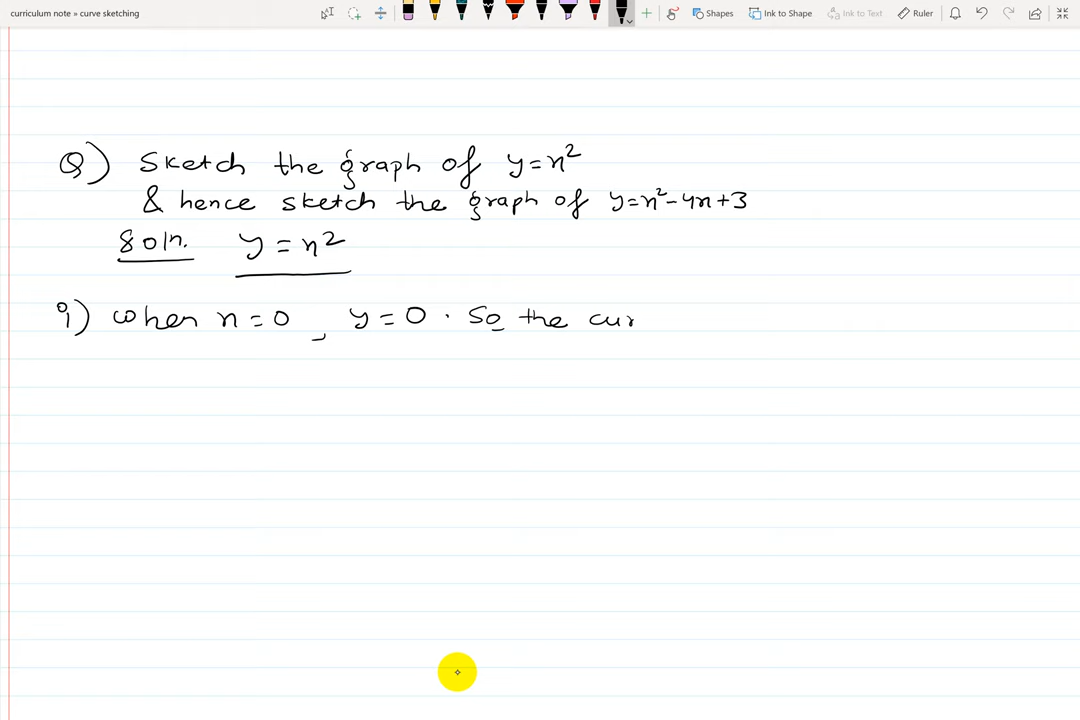 curriculum note » curve sketching
Shapes Ink to Shape Ink to Text Ruler
Q) Sketch the graph of y=x²
& hence sketch the graph of y=x²-4x+3
Soln. y=x²
i) when x=0, y=0. So the cur